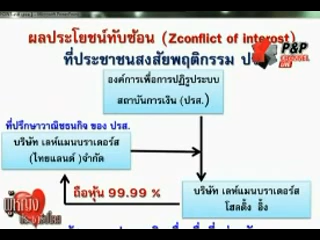 ผลประโยชน์ทับซ้อน (Zconflict of interost)
ที่ประชาชนสงสัยพฤติกรรม
P&P
CHANNEL
องค์การเพื่อการปฏิรูประบบ
สถาบันการเงิน (ปรส.)
ที่ปรึกษาวาณิชธนกิจ ของ ปรส.
บริษัท เลห์แมนบราเดอร์ส
(ไทยแลนด์ )จำกัด
ถือหุ้น 99.99 %
บริษัท เลห์แมนบราเดอร์ส
โฮลดิ้ง อิ้ง
ผู้หญิง